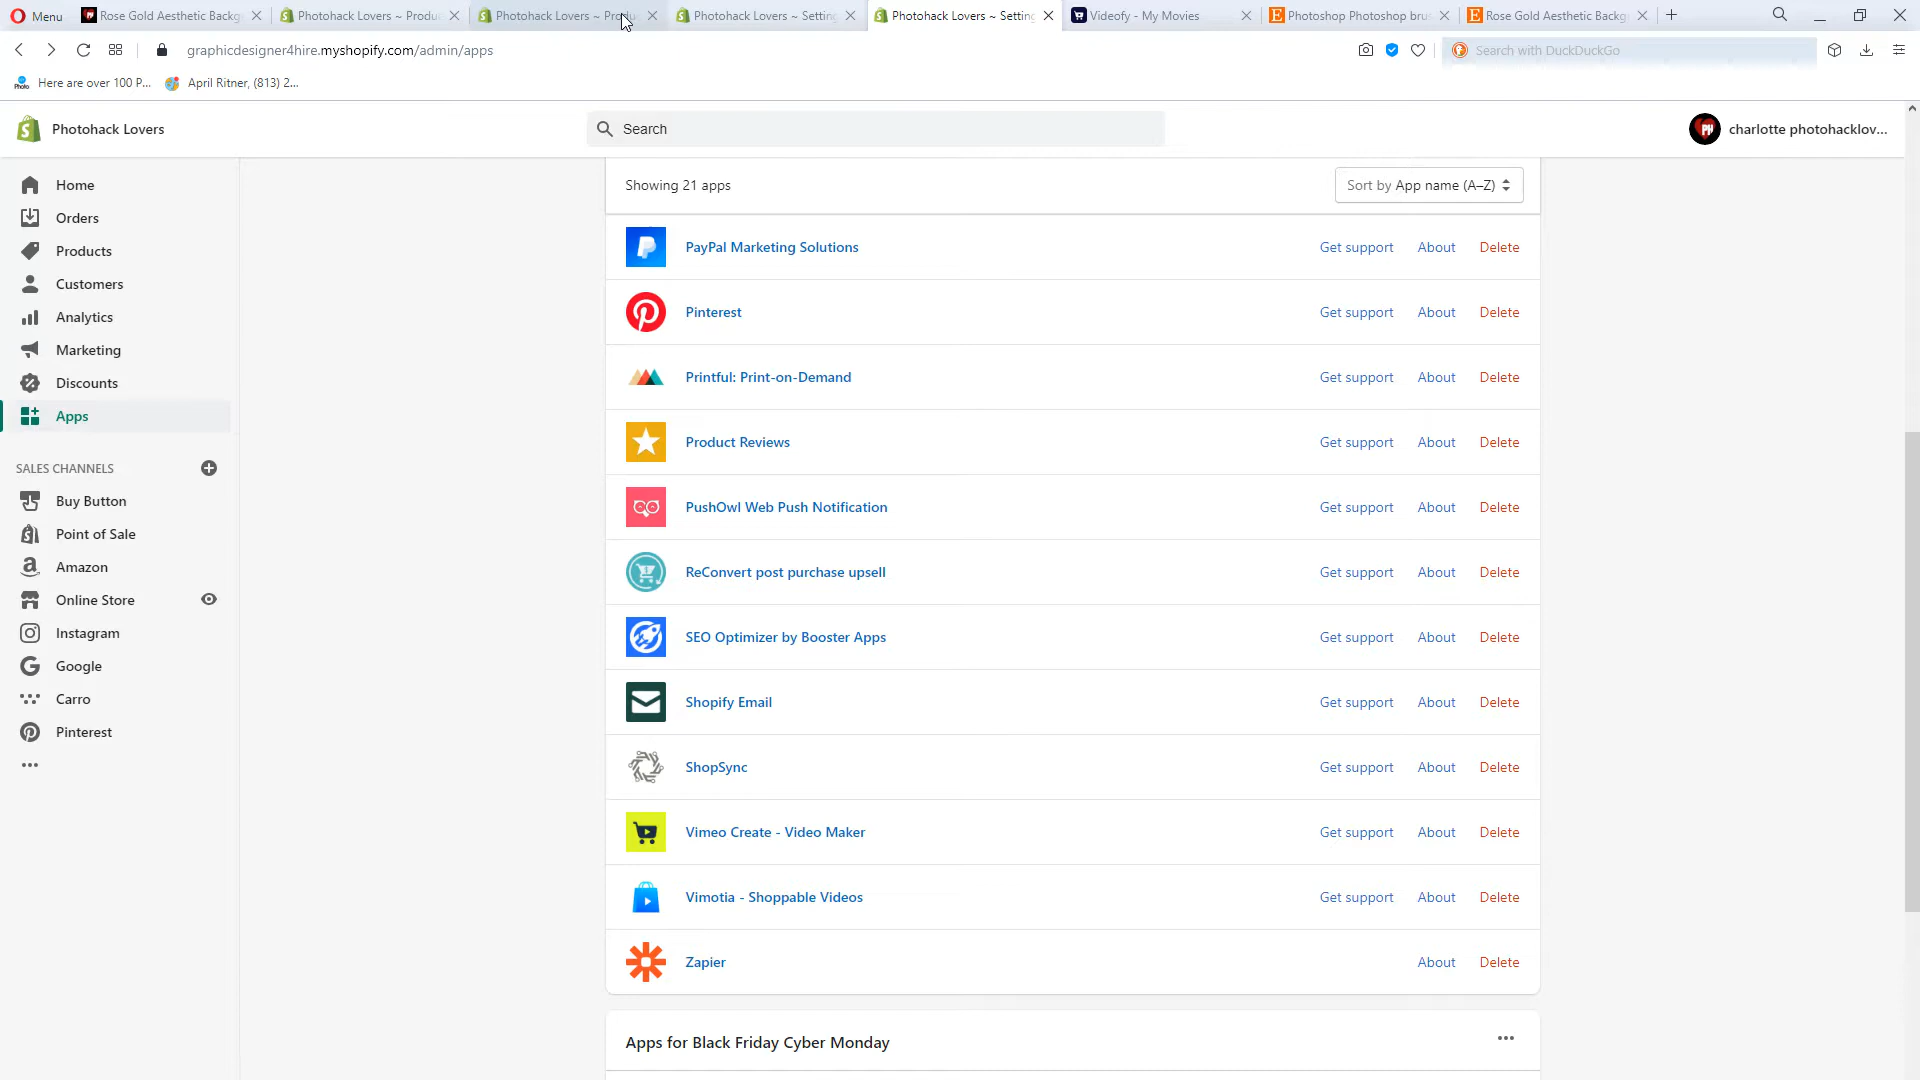 Menu
Rose Gold Aesthetic Backg
Photohack Lovers ~ Produ
Photohack Lovers ~ Produ
Photohack Lovers ~ Setting
Photohack Lovers ~ Setting
Videofy - My Movies
Photoshop Photoshop bru
Rose Gold Aesthetic Backg
graphicdesigner4hire.myshopify.com/admin/apps
Search with DuckDuckGo
Here are over 100 P...
April Ritner, (813) 2...
Photohack Lovers
Search
charlotte photohacklov...
Home
Orders
Products
Customers
Analytics
Marketing
Discounts
Apps
SALES CHANNELS
Buy Button
Point of Sale
Amazon
Online Store
Instagram
Google
Carro
Pinterest
Showing 21 apps
Sort by App name (A–Z)
PayPal Marketing Solutions Get support About Delete
Pinterest Get support About Delete
Printful: Print-on-Demand Get support About Delete
Product Reviews Get support About Delete
PushOwl Web Push Notification Get support About Delete
ReConvert post purchase upsell Get support About Delete
SEO Optimizer by Booster Apps Get support About Delete
Shopify Email Get support About Delete
ShopSync Get support About Delete
Vimeo Create - Video Maker Get support About Delete
Vimotia - Shoppable Videos Get support About Delete
Zapier About Delete
Apps for Black Friday Cyber Monday